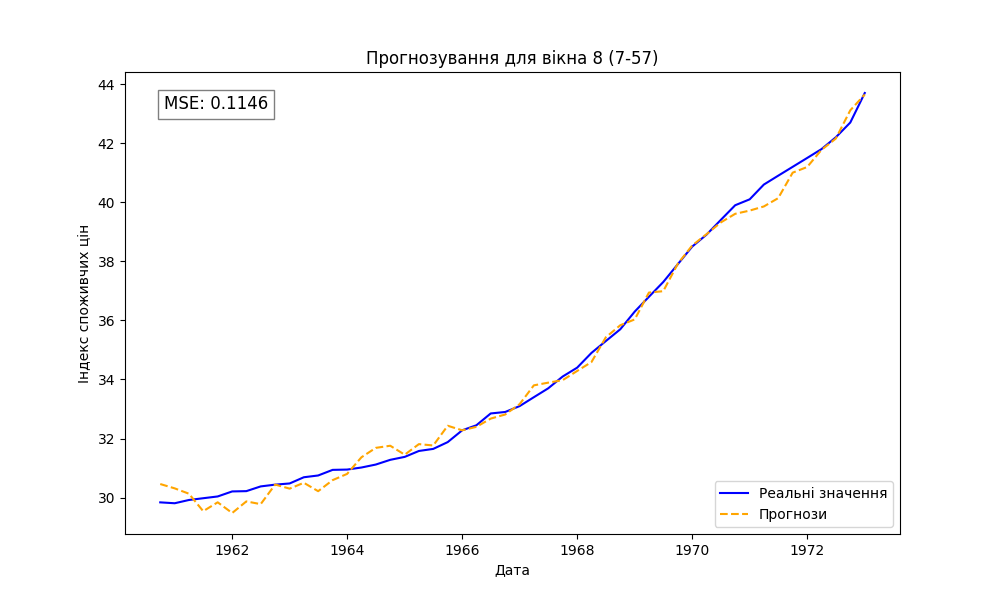 Прогнозування для вікна 8 (7-57)
MSE: 0.1146
Індекс споживчих цін
44
42
40
38
36
34
32
30
1962 1964 1966 1968 1970 1972
Дата
Реальні значення
Прогнози